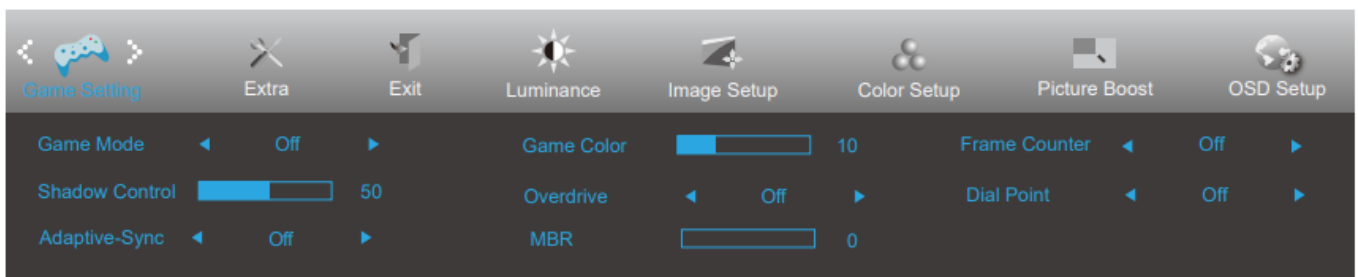 Game Setting Extra Exit Luminance Image Setup Color Setup Picture Boost OSD Setup
Game Mode Off Game Color 10 Frame Counter Off
Shadow Control 50 Overdrive Off Dial Point Off
Adaptive-Sync Off MBR 0